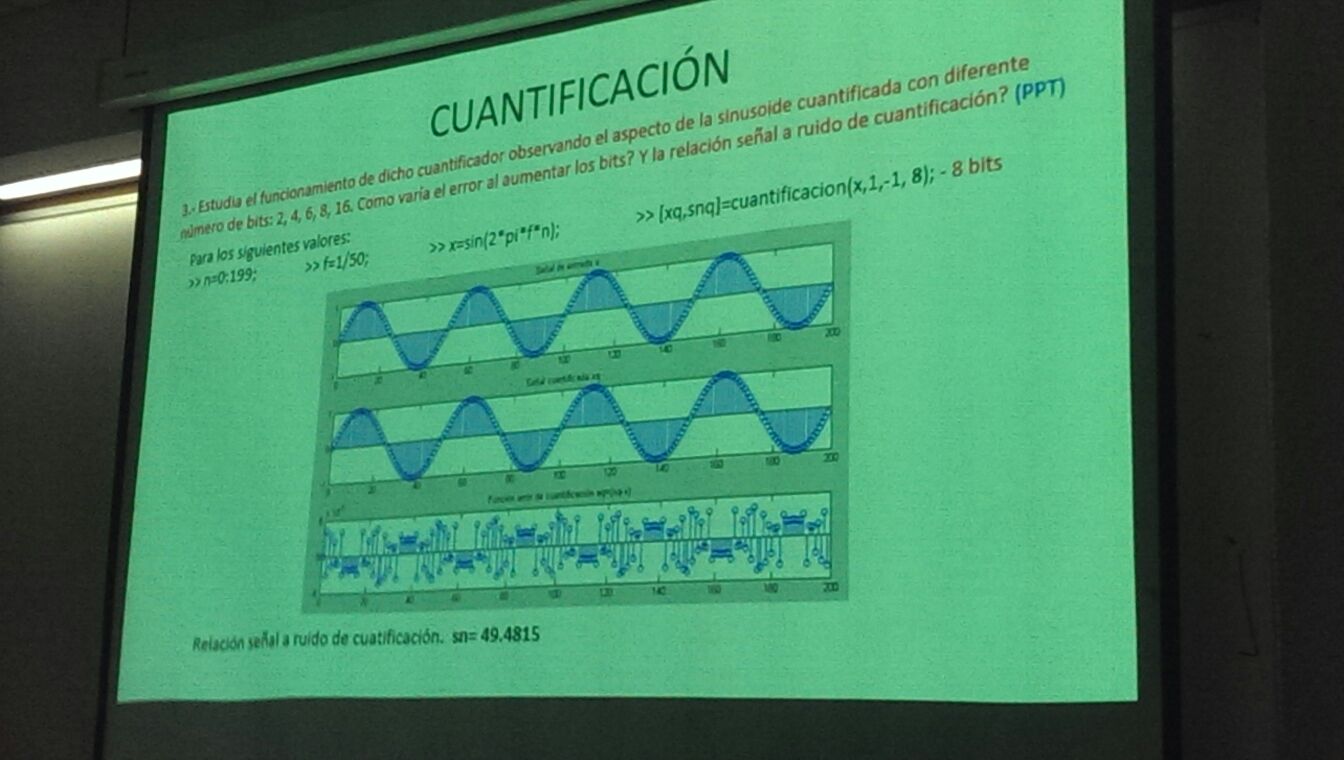 CUANTIFICACIÓN
3.- Estudia el funcionamiento de dicho cuantificador observando el aspecto de la sinusoide cuantificada con diferente
número de bits: 2, 4, 6, 8, 16. Como varía el error al aumentar los bits? Y la relación señal a ruido de cuantificación? (PPT)
Para los siguientes valores:
>> n=0:199; >> f=1/50; >> x=sin(2*pi*f*n); >> [xq,snq]=cuantificacion(x,1,-1, 8); - 8 bits
Señal de entrada x
0 20 40 60 80 100 120 140 160 180 200
Señal cuantificada xq
0 20 40 60 80 100 120 140 160 180 200
Función error de cuantificación
0 20 40 60 80 100 120 140 160 180 200
Relación señal a ruido de cuatificación. sn= 49.4815